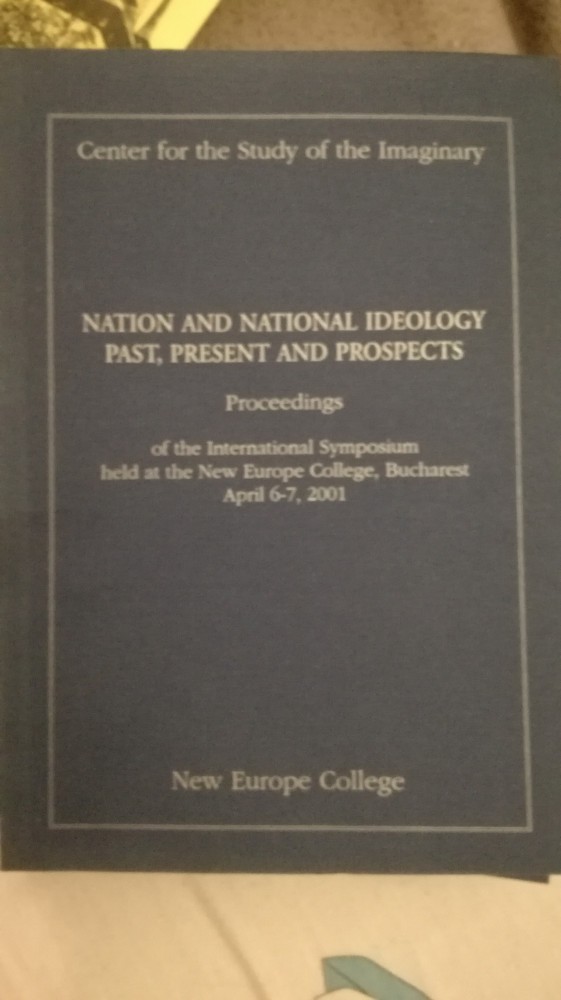 Center for the Study of the Imaginary
NATION AND NATIONAL IDEOLOGY
PAST, PRESENT AND PROSPECTS
Proceedings
of the International Symposium
held at the New Europe College, Bucharest
April 6-7, 2001
New Europe College